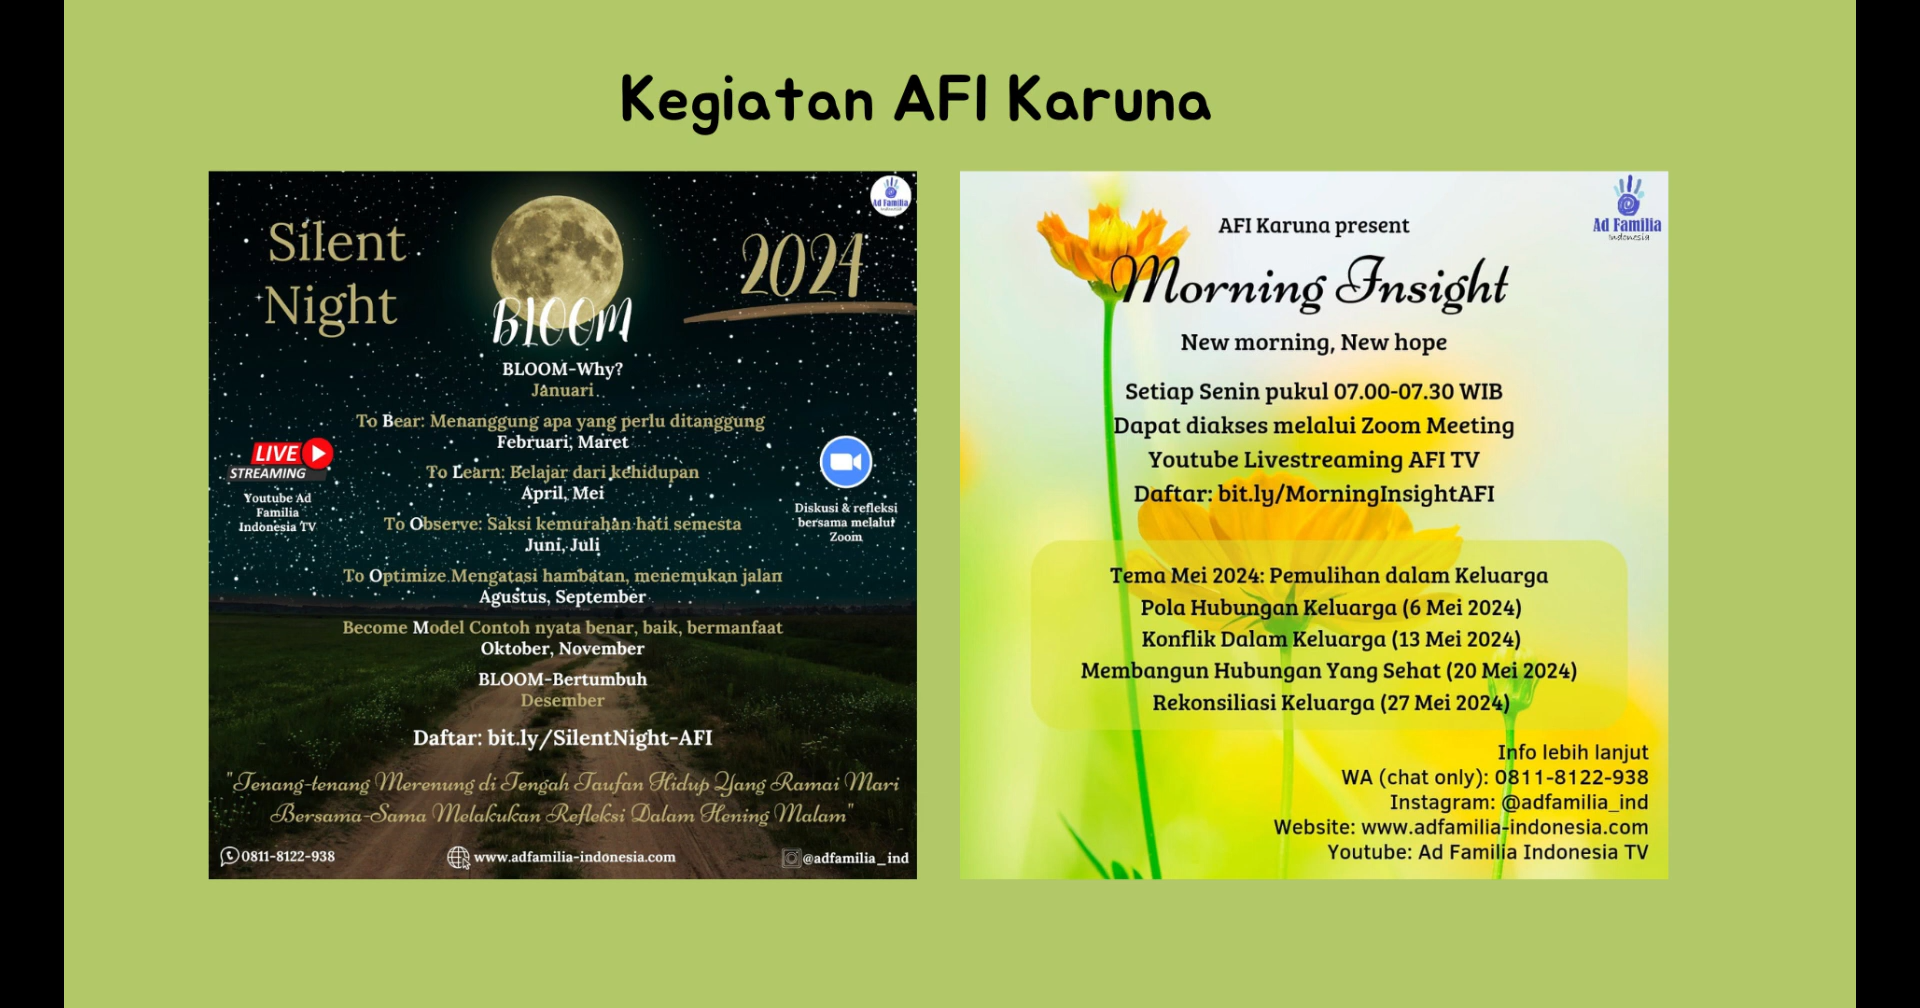 Kegiatan AFI Karuna
Silent
Night
BLOOM
2024
Ad Familia
Indonesia
BLOOM-Why?
Januari
To Bear: Menanggung apa yang perlu ditanggung
Februari, Maret
To Learn: Belajar dari kehidupan
April, Mei
To Observe: Saksi kemurahan hati semesta
Juni, Juli
To Optimize Mengatasi hambatan, menemukan jalan
Agustus, September
Become Model Contoh nyata benar, baik, bermanfaat
Oktober, November
BLOOM-Bertumbuh
Desember
LIVE
STREAMING
Youtube Ad
Familia
Indonesia TV
Diskusi & refleksi
bersama melalui
Zoom
Daftar: bit.ly/SilentNight-AFI
"Tenang-tenang Merenung di Tengah Taufan Hidup Yang Ramai Mari
Bersama-Sama Melakukan Refleksi Dalam Hening Malam"
0811-8122-938
www.adfamilia-indonesia.com
@adfamilia_ind
Ad Familia
Indonesia
AFI Karuna present
Morning Insight
New morning, New hope
Setiap Senin pukul 07.00-07.30 WIB
Dapat diakses melalui Zoom Meeting
Youtube Livestreaming AFI TV
Daftar: bit.ly/MorningInsightAFI
Tema Mei 2024: Pemulihan dalam Keluarga
Pola Hubungan Keluarga (6 Mei 2024)
Konflik Dalam Keluarga (13 Mei 2024)
Membangun Hubungan Yang Sehat (20 Mei 2024)
Rekonsiliasi Keluarga (27 Mei 2024)
Info lebih lanjut
WA (chat only): 0811-8122-938
Instagram: @adfamilia_ind
Website: www.adfamilia-indonesia.com
Youtube: Ad Familia Indonesia TV